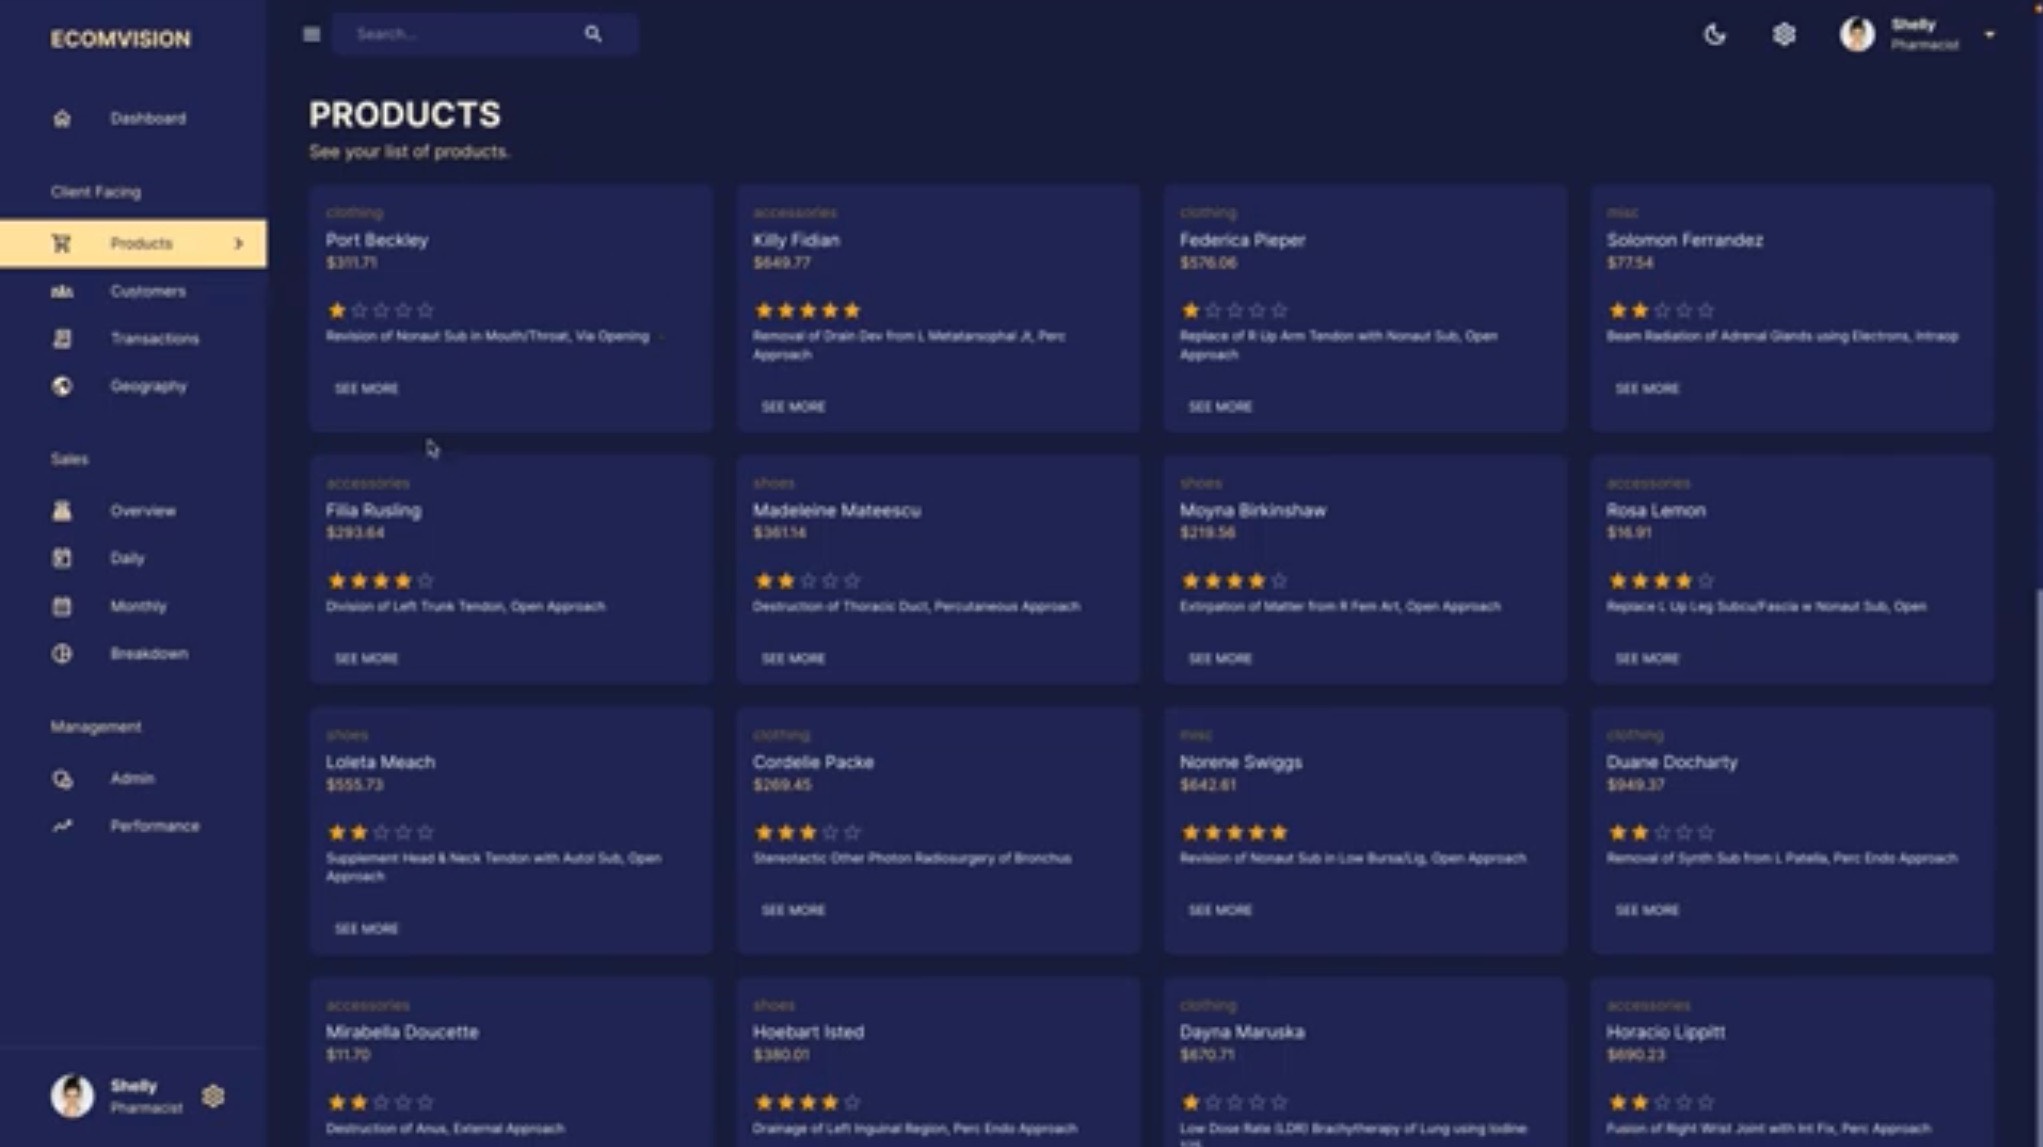 ECOMVISION
Search...
Shelly
Pharmacist
Dashboard
Client Facing
Products
Customers
Transactions
Geography
Sales
Overview
Daily
Monthly
Breakdown
Management
Admin
Performance
Shelly
Pharmacist
PRODUCTS
See your list of products.
clothing
Port Beckley
$311.71
Revision of Nonaut Sub in Mouth/Throat, Via Opening
SEE MORE
accessories
Killy Fidian
$649.77
Removal of Drain Dev from L Metatarsophal Jt, Perc
Approach
SEE MORE
clothing
Federica Pieper
$576.06
Replace of R Up Arm Tendon with Nonaut Sub, Open
Approach
SEE MORE
misc
Solomon Ferrandez
$77.54
Beam Radiation of Adrenal Glands using Electrons, Intraop
SEE MORE
accessories
Filia Rusling
$293.64
Division of Left Trunk Tendon, Open Approach
SEE MORE
shoes
Madeleine Mateescu
$361.14
Destruction of Thoracic Duct, Percutaneous Approach
SEE MORE
shoes
Moyna Birkinshaw
$219.56
Extirpation of Matter from R Fem Art, Open Approach
SEE MORE
accessories
Rosa Lemon
$16.91
Replace L Up Leg Subcu/Fascia w Nonaut Sub, Open
SEE MORE
shoes
Loleta Meach
$555.73
Supplement Head & Neck Tendon with Autol Sub, Open
Approach
SEE MORE
clothing
Cordelie Packe
$269.45
Stereotactic Other Photon Radiosurgery of Bronchus
SEE MORE
misc
Norene Swiggs
$642.61
Revision of Nonaut Sub in Low Bursa/Lig, Open Approach
SEE MORE
clothing
Duane Docharty
$949.37
Removal of Synth Sub from L Patella, Perc Endo Approach
SEE MORE
accessories
Mirabella Doucette
$11.70
Destruction of Anus, External Approach
shoes
Hoebart Isted
$380.01
Drainage of Left Inguinal Region, Perc Endo Approach
clothing
Dayna Maruska
$670.71
Low Dose Rate (LDR) Brachytherapy of Lung using Iodine
accessories
Horacio Lippitt
$690.23
Fusion of Right Wrist Joint with Int Fix, Perc Approach